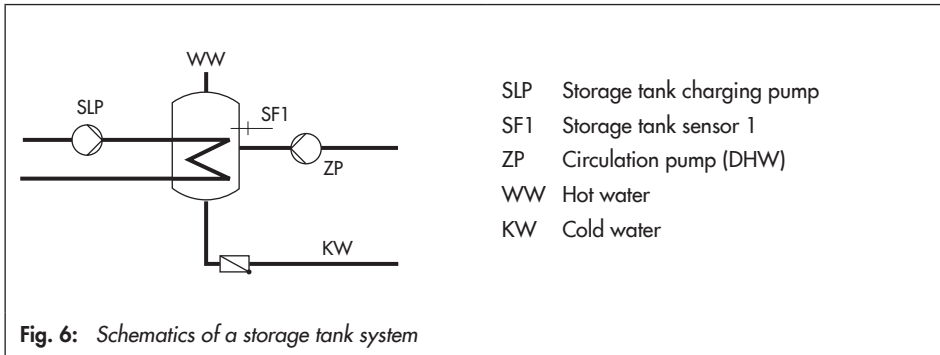 WW
SLP
SF1
ZP
KW
SLP Storage tank charging pump
SF1 Storage tank sensor 1
ZP Circulation pump (DHW)
WW Hot water
KW Cold water
Fig. 6: Schematics of a storage tank system